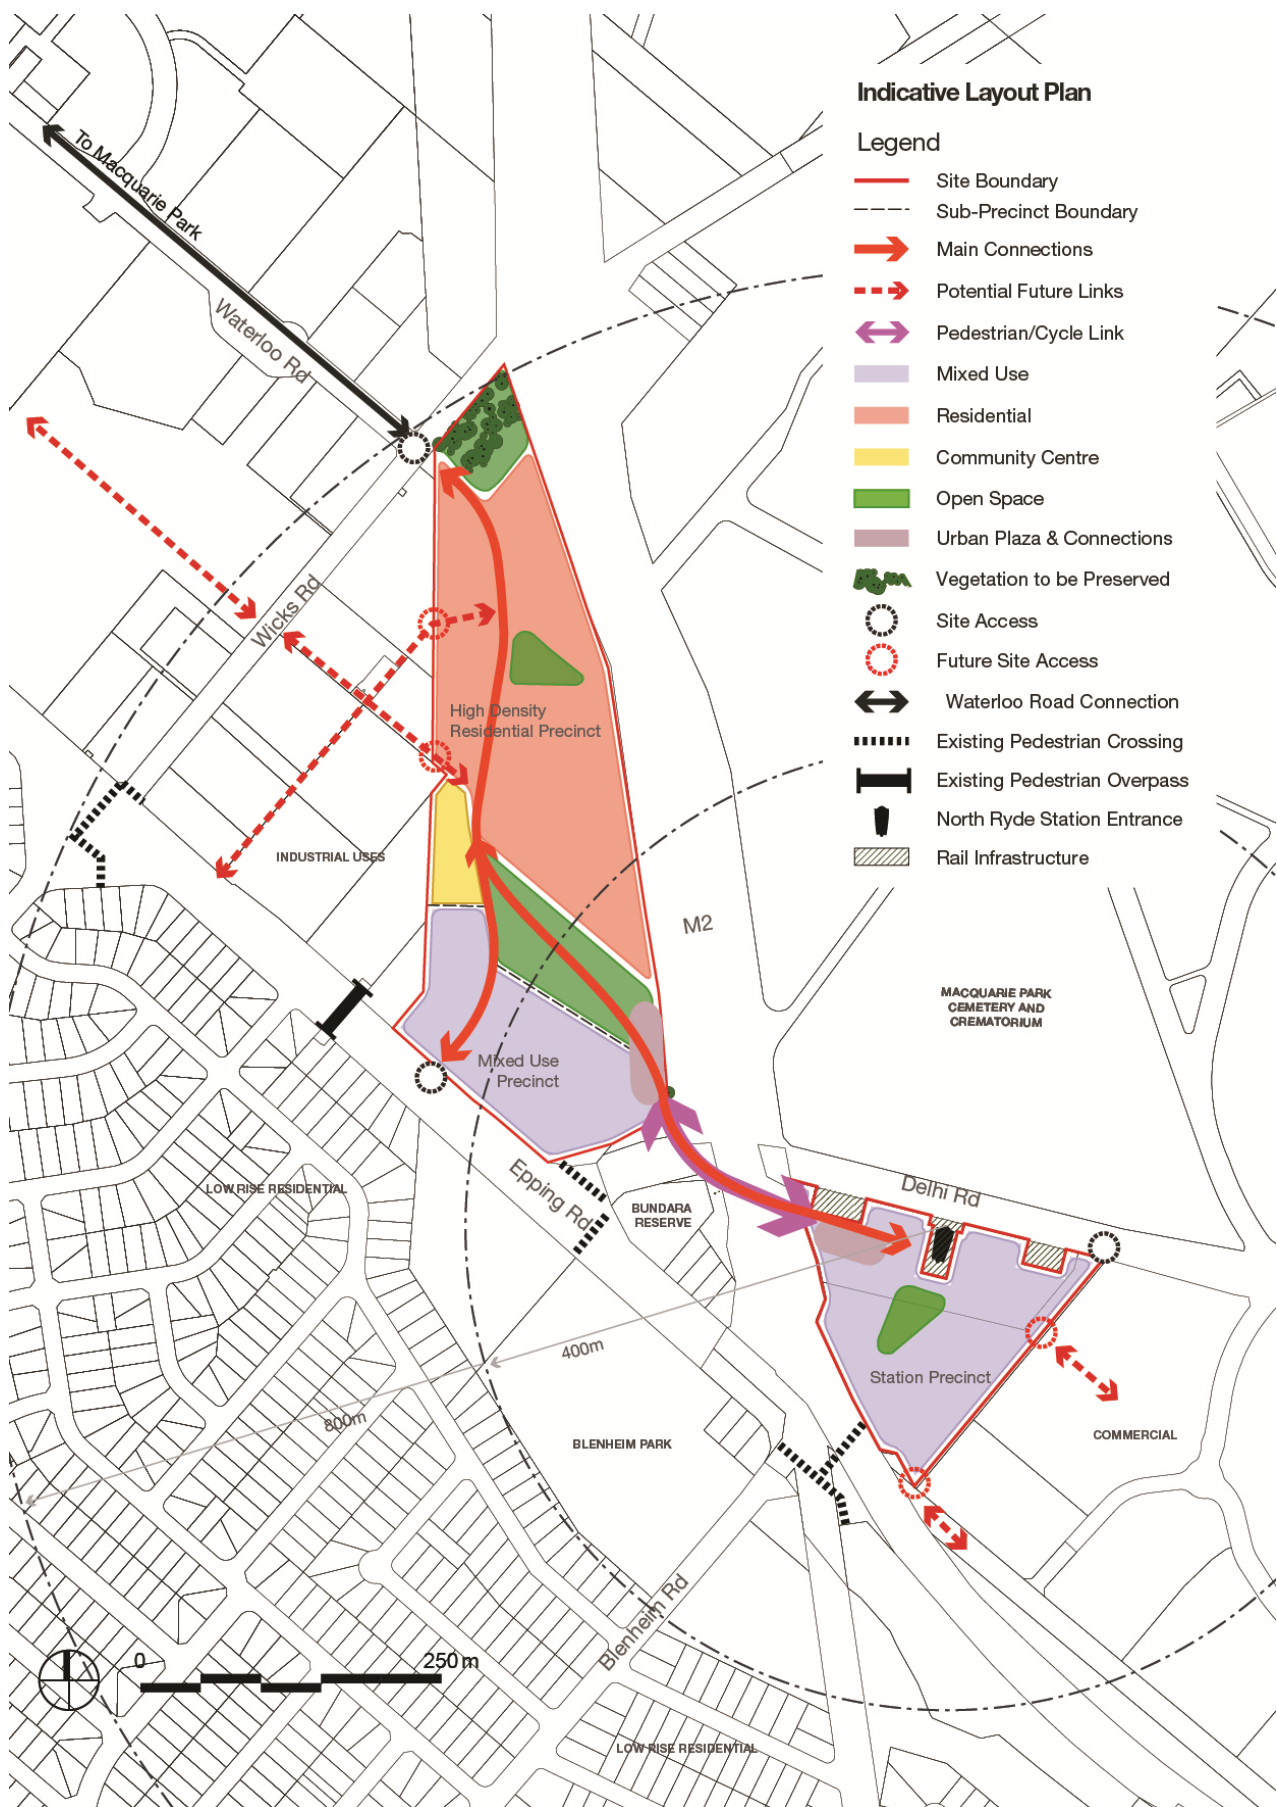 Indicative Layout Plan
Legend
Site Boundary
Sub-Precinct Boundary
Main Connections
Potential Future Links
Pedestrian/Cycle Link
Mixed Use
Residential
Community Centre
Open Space
Urban Plaza & Connections
Vegetation to be Preserved
Site Access
Future Site Access
Waterloo Road Connection
Existing Pedestrian Crossing
Existing Pedestrian Overpass
North Ryde Station Entrance
Rail Infrastructure
To Macquarie Park
Waterloo Rd
Wicks Rd
High Density
Residential Precinct
INDUSTRIAL USES
M2
MACQUARIE PARK
CEMETERY AND
CREMATORIUM
Mixed Use
Precinct
LOW RISE RESIDENTIAL
Epping Rd
BUNDARA
RESERVE
Delhi Rd
400m
800m
Station Precinct
BLENHEIM PARK
COMMERCIAL
Blenheim Rd
0
250 m
LOW RISE RESIDENTIAL